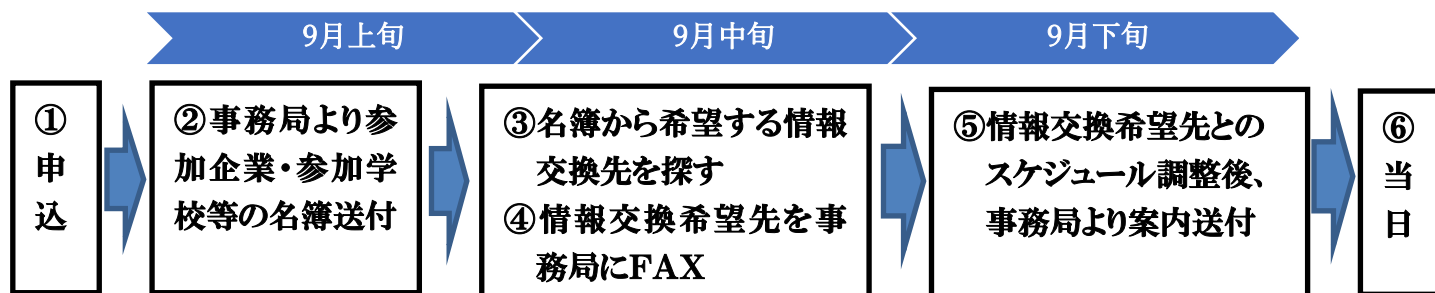 9月上旬
9月中旬
9月下旬
①
申
込
②事務局より参
加企業・参加学
校等の名簿送付
③名簿から希望する情報
交換先を探す
④情報交換希望先を事
務局にFAX
⑤情報交換希望先との
スケジュール調整後、
事務局より案内送付
⑥
当
日